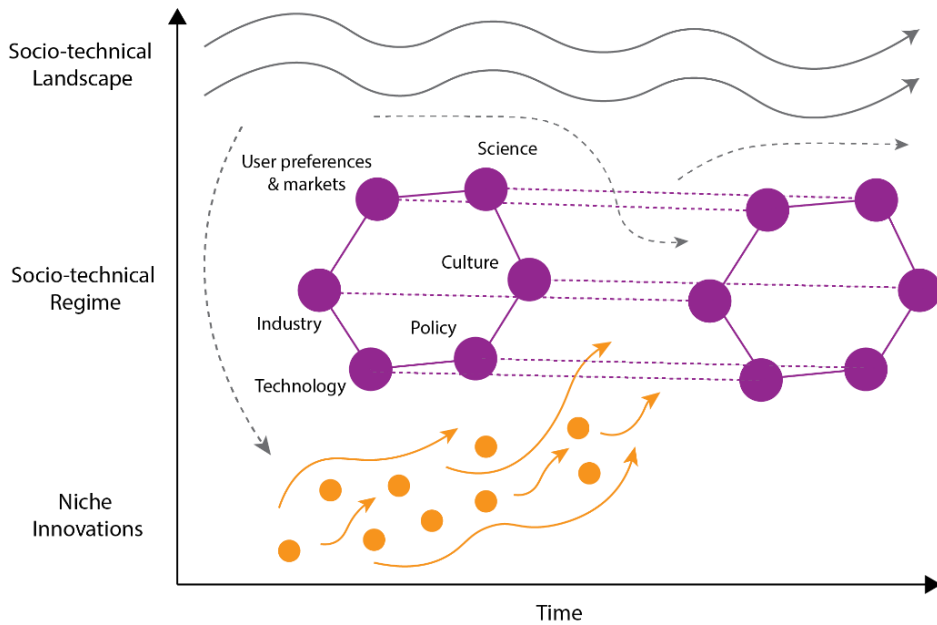 Socio-technical
Landscape
Science
User preferences
& markets
Culture
Socio-technical
Regime
Industry
Policy
Technology
Niche
Innovations
Time